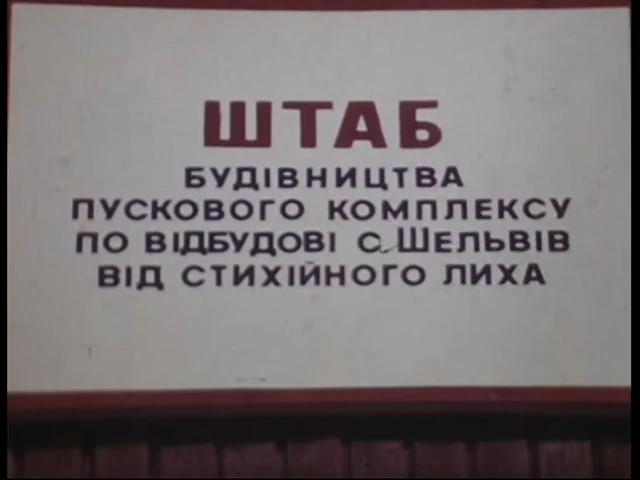 ШТАБ
БУДІВНИЦТВА
ПУСКОВОГО КОМПЛЕКСУ
ПО ВІДБУДОВІ С. ШЕЛЬВІВ
ВІД СТИХІЙНОГО ЛИХА